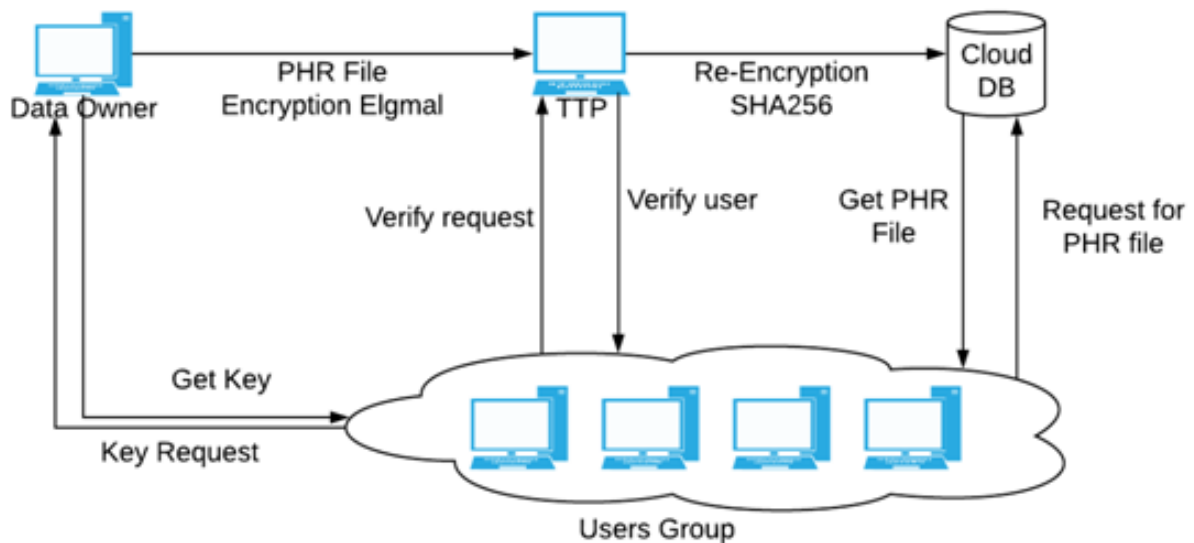 PHR File
Encryption Elgmal
Data Owner
TTP
Re-Encryption
SHA256
Cloud
DB
Verify request
Verify user
Get PHR
File
Request for
PHR file
Get Key
Key Request
Users Group